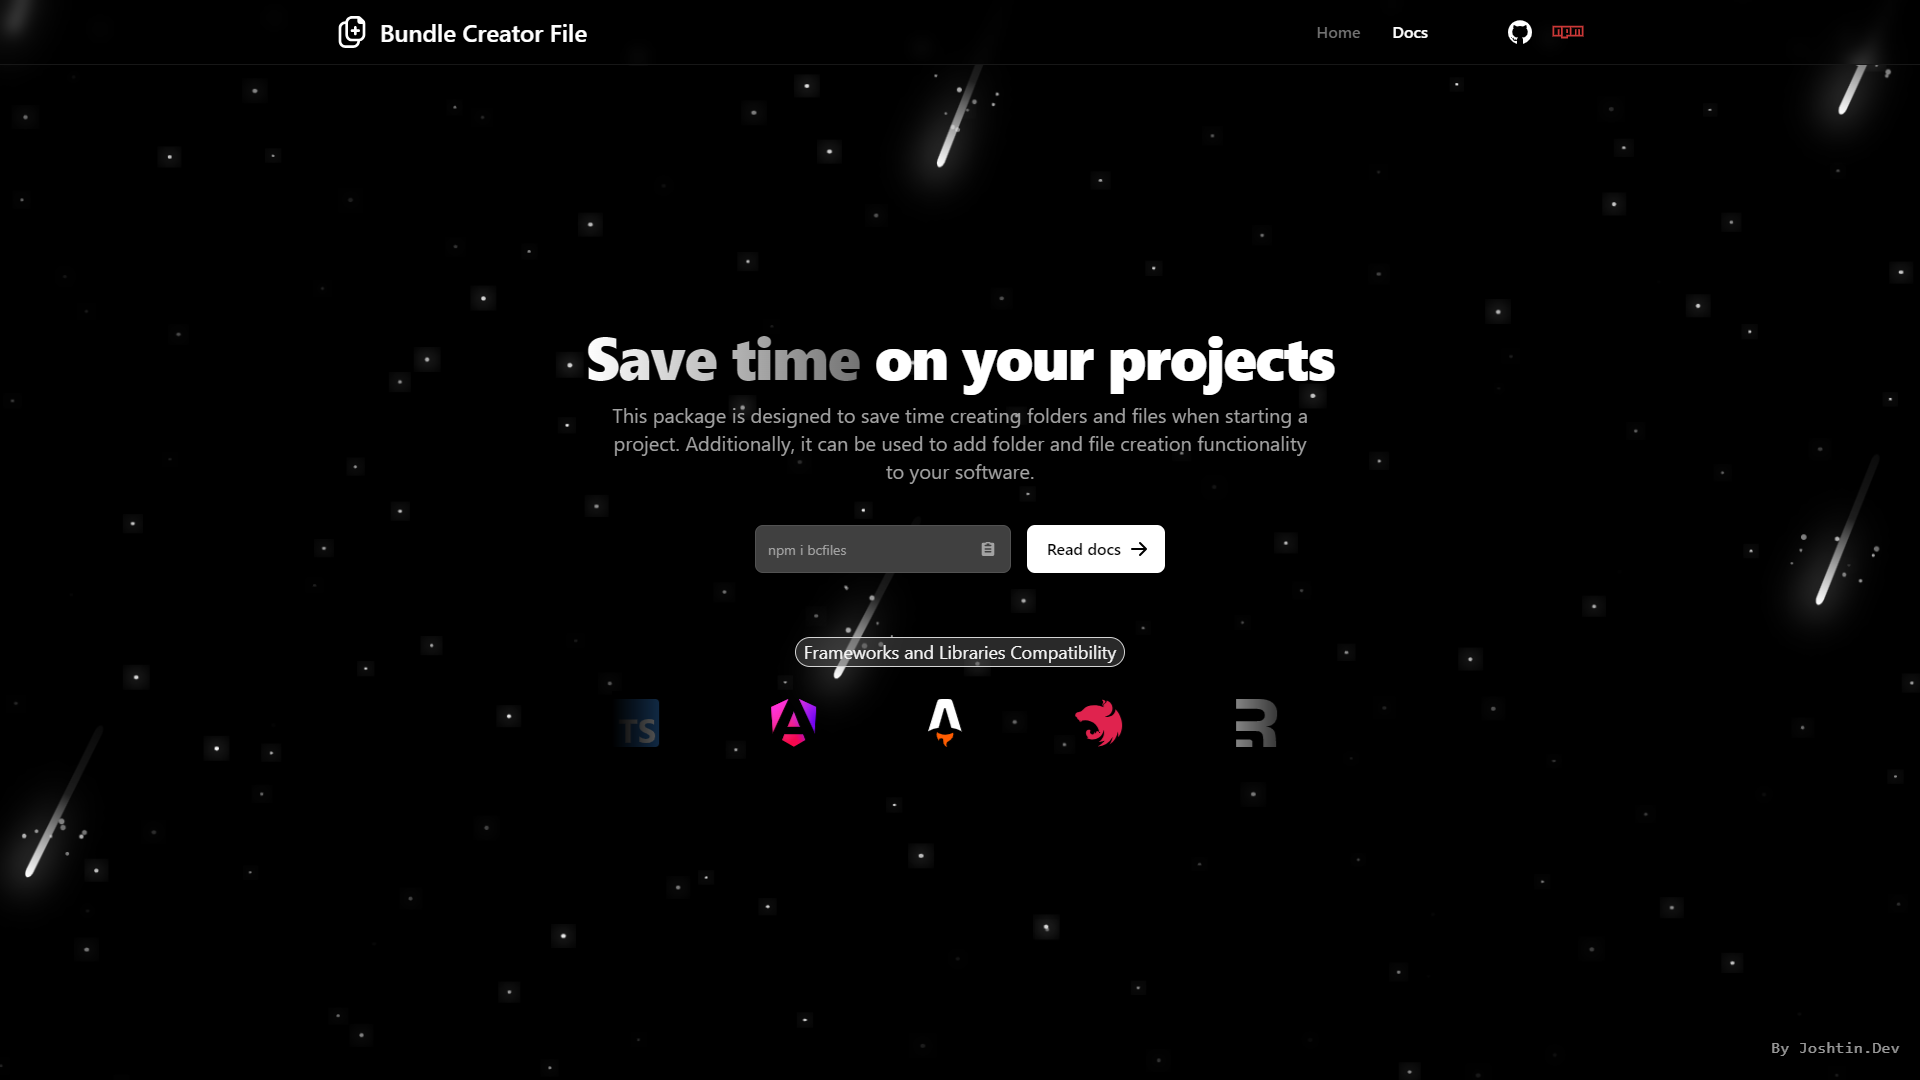 Bundle Creator File
Home
Docs
npm
Save time on your projects
This package is designed to save time creating folders and files when starting a
project. Additionally, it can be used to add folder and file creation functionality
to your software.
npm i bcfiles
Read docs
Frameworks and Libraries Compatibility
TS
By Joshtin.Dev